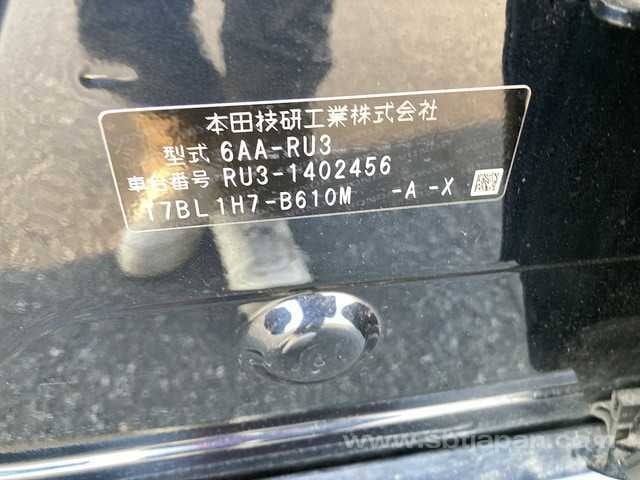 本田技研工業株式会社
型式 6AA-RU3
車台番号 RU3-1402456
17BL1H7-B610M -A -X
www.sbtjapan.com